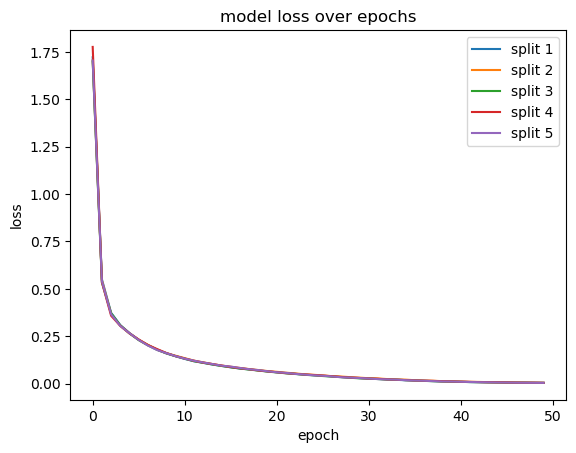 model loss over epochs
split 1
split 2
split 3
split 4
split 5
loss
1.75
1.50
1.25
1.00
0.75
0.50
0.25
0.00
0 10 20 30 40 50
epoch